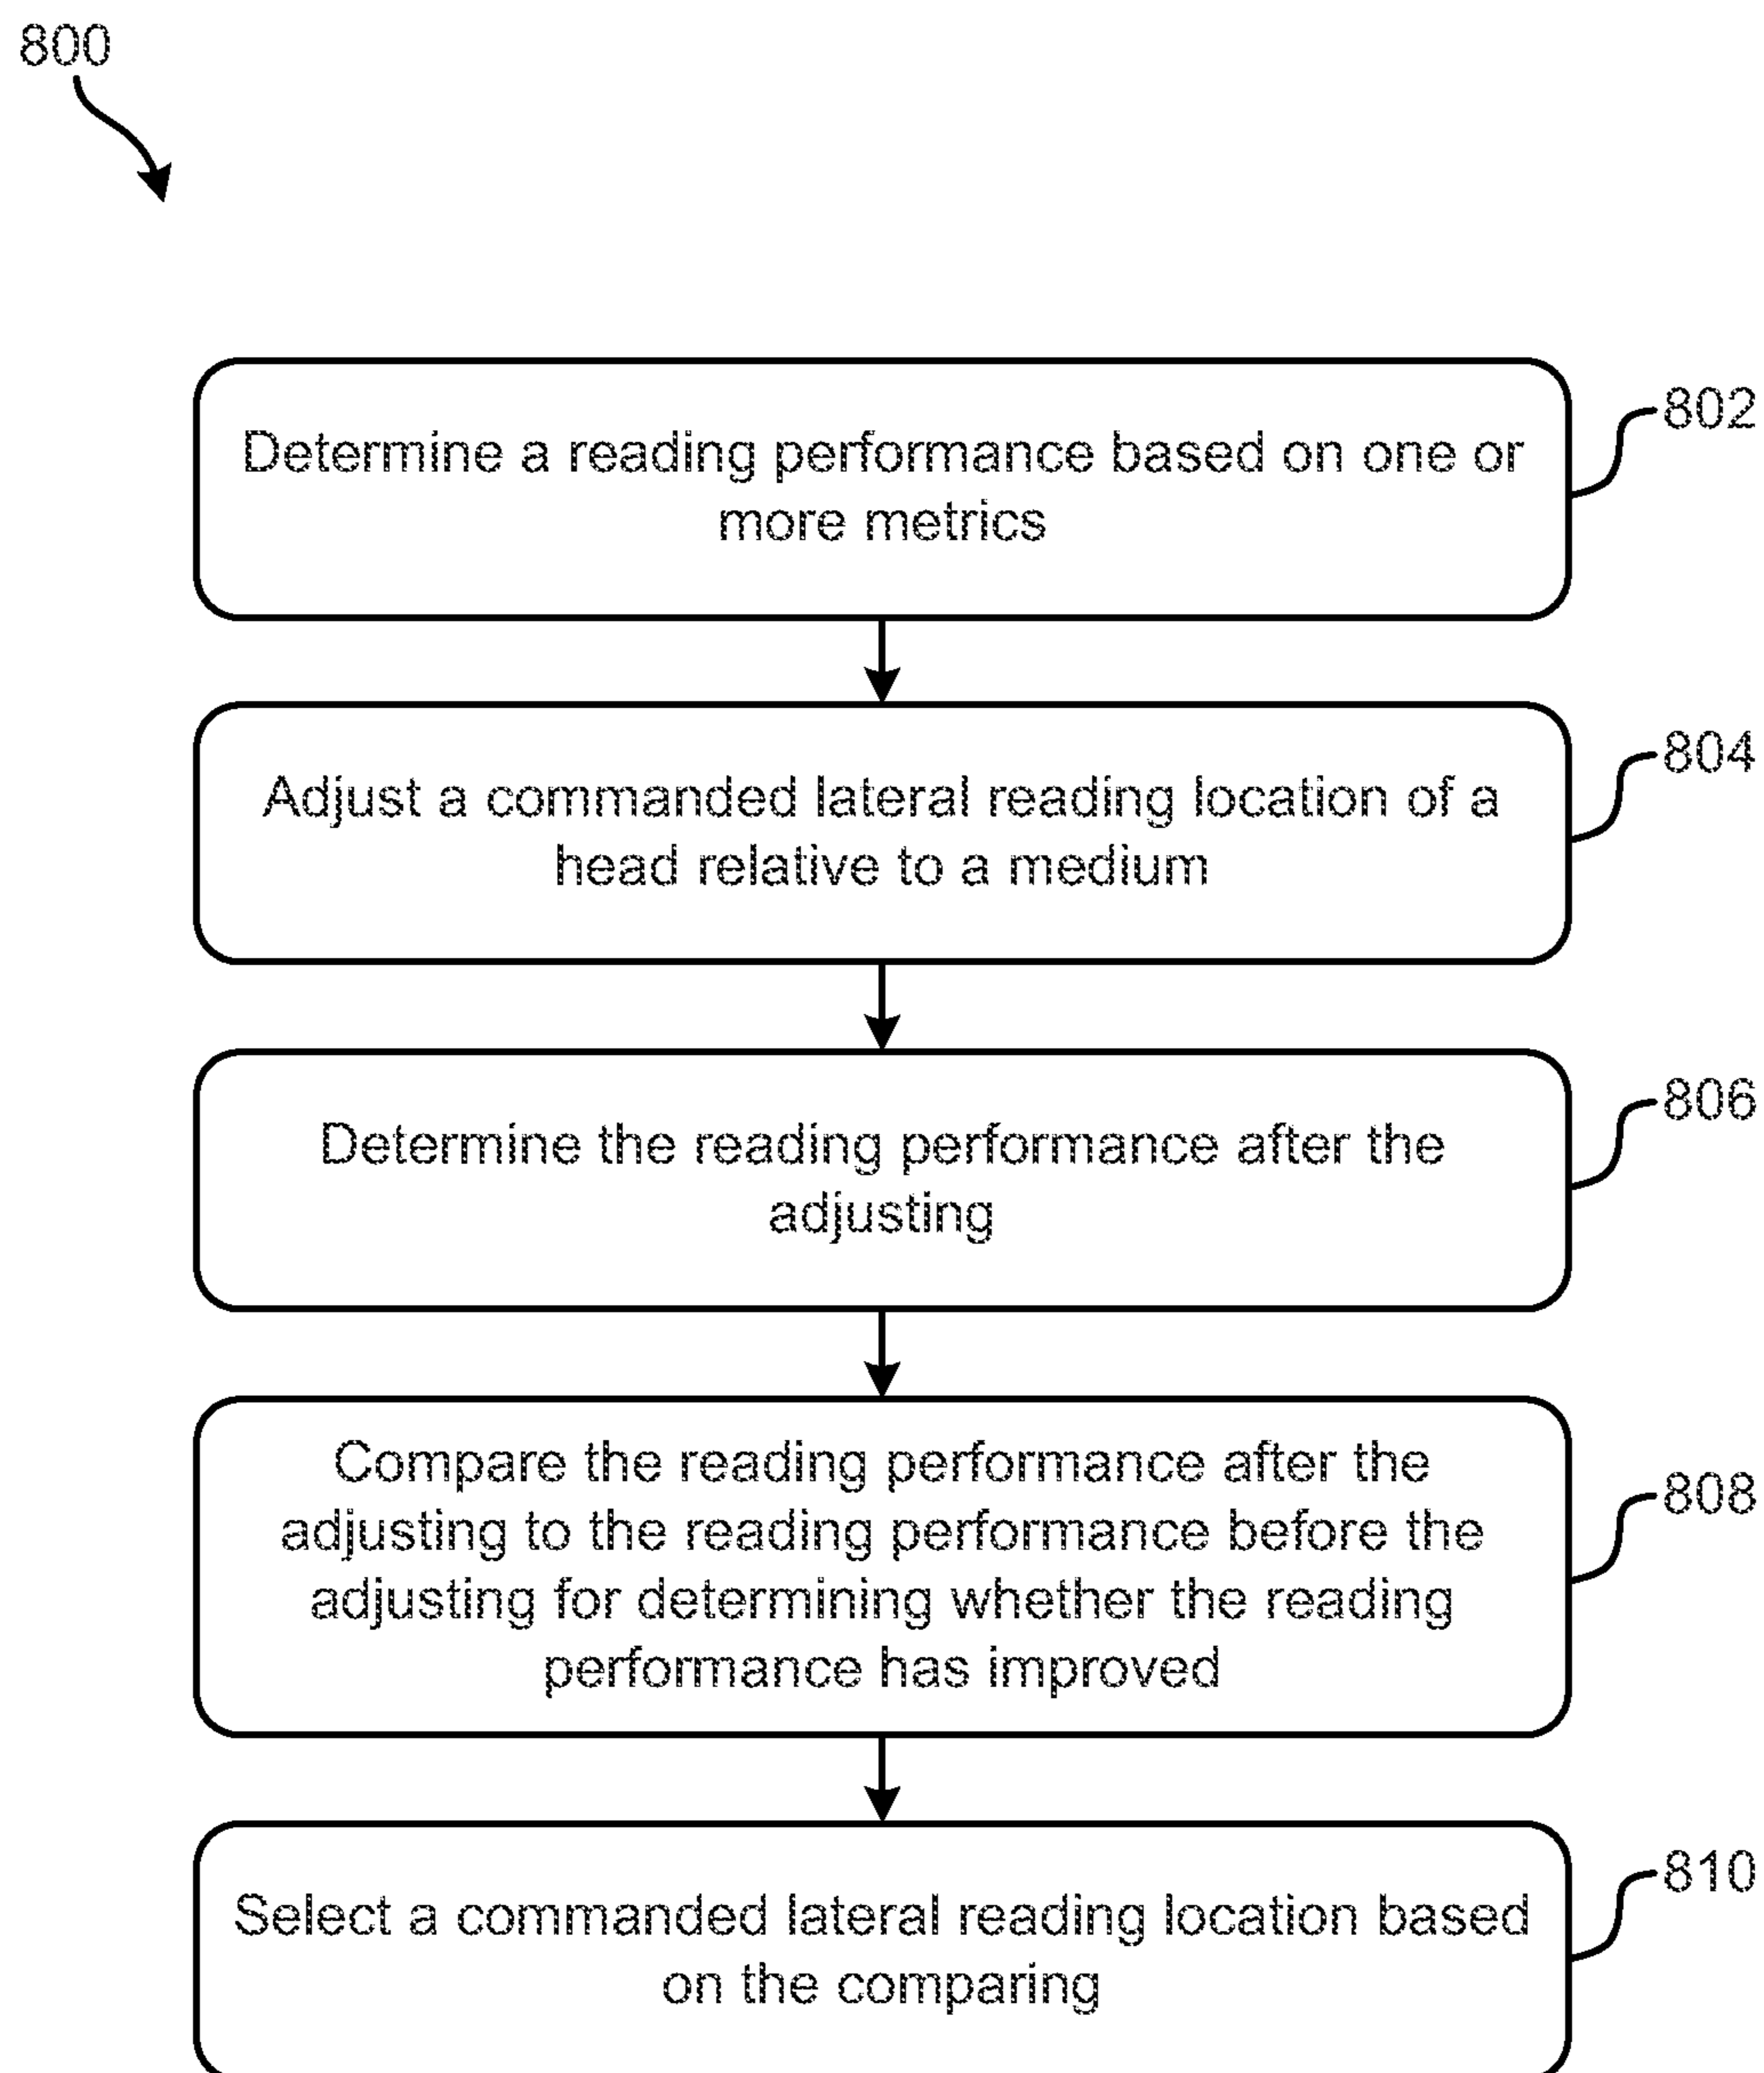 800
Determine a reading performance based on one or
more metrics
802
Adjust a commanded lateral reading location of a
head relative to a medium
804
Determine the reading performance after the
adjusting
806
Compare the reading performance after the
adjusting to the reading performance before the
adjusting for determining whether the reading
performance has improved
808
Select a commanded lateral reading location based
on the comparing
810